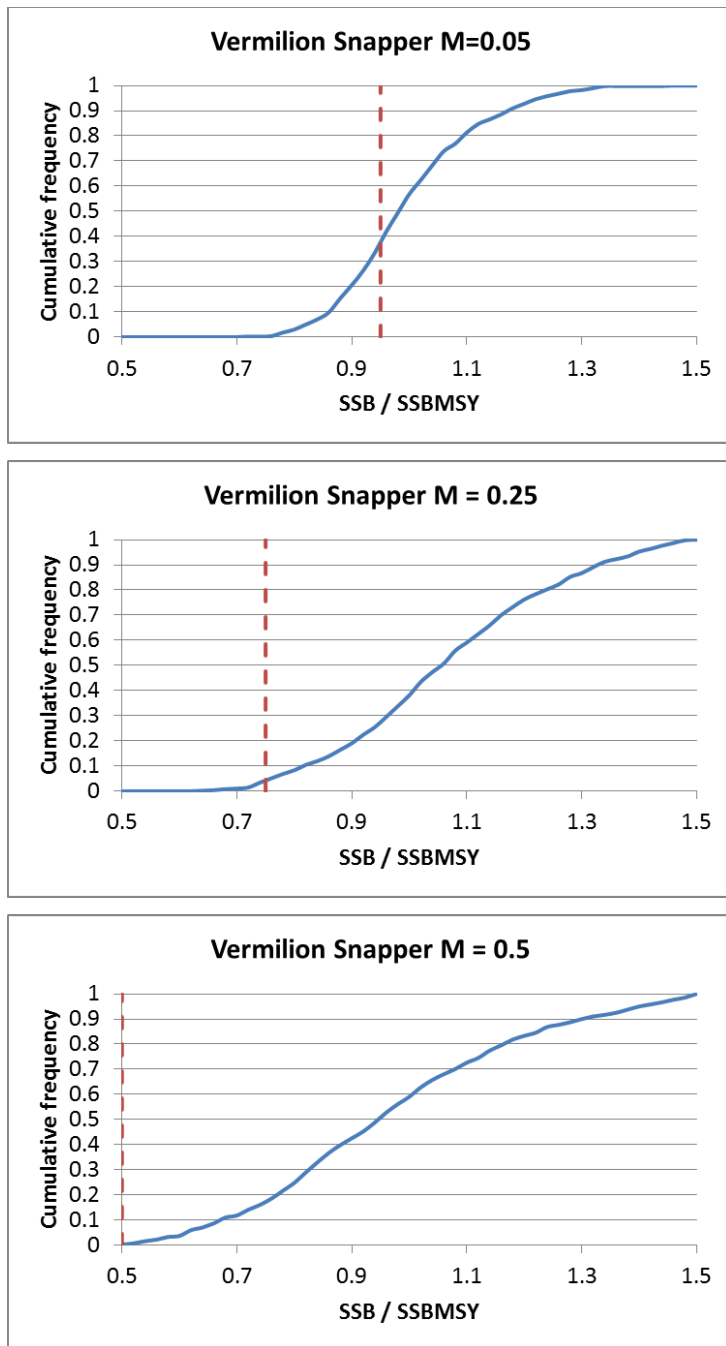 Vermilion Snapper M=0.05
Cumulative frequency
1
0.9
0.8
0.7
0.6
0.5
0.4
0.3
0.2
0.1
0
0.5 0.7 0.9 1.1 1.3 1.5
SSB / SSBMSY
Vermilion Snapper M = 0.25
Cumulative frequency
1
0.9
0.8
0.7
0.6
0.5
0.4
0.3
0.2
0.1
0
0.5 0.7 0.9 1.1 1.3 1.5
SSB / SSBMSY
Vermilion Snapper M = 0.5
Cumulative frequency
1
0.9
0.8
0.7
0.6
0.5
0.4
0.3
0.2
0.1
0
0.5 0.7 0.9 1.1 1.3 1.5
SSB / SSBMSY